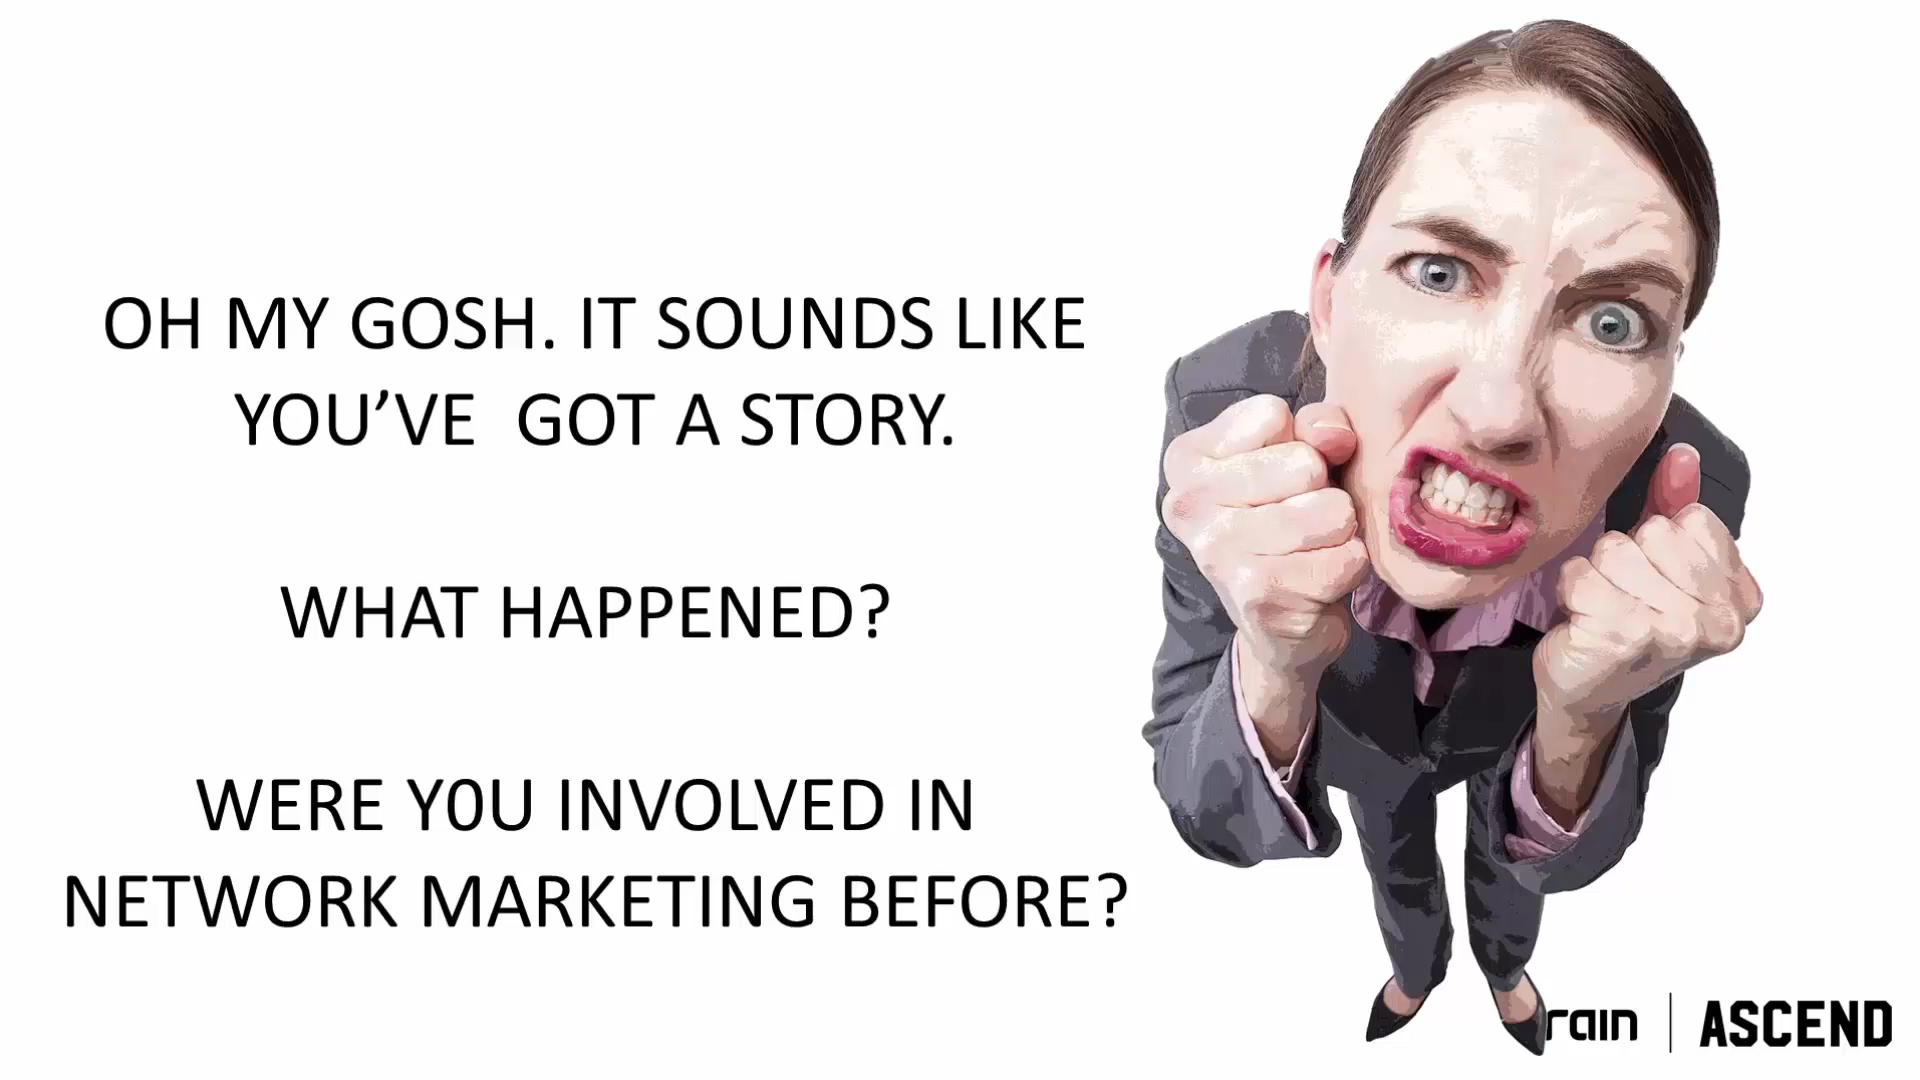 OH MY GOSH. IT SOUNDS LIKE
YOU’VE  GOT A STORY.
WHAT HAPPENED?
WERE Y0U INVOLVED IN
NETWORK MARKETING BEFORE?
rain | ASCEND